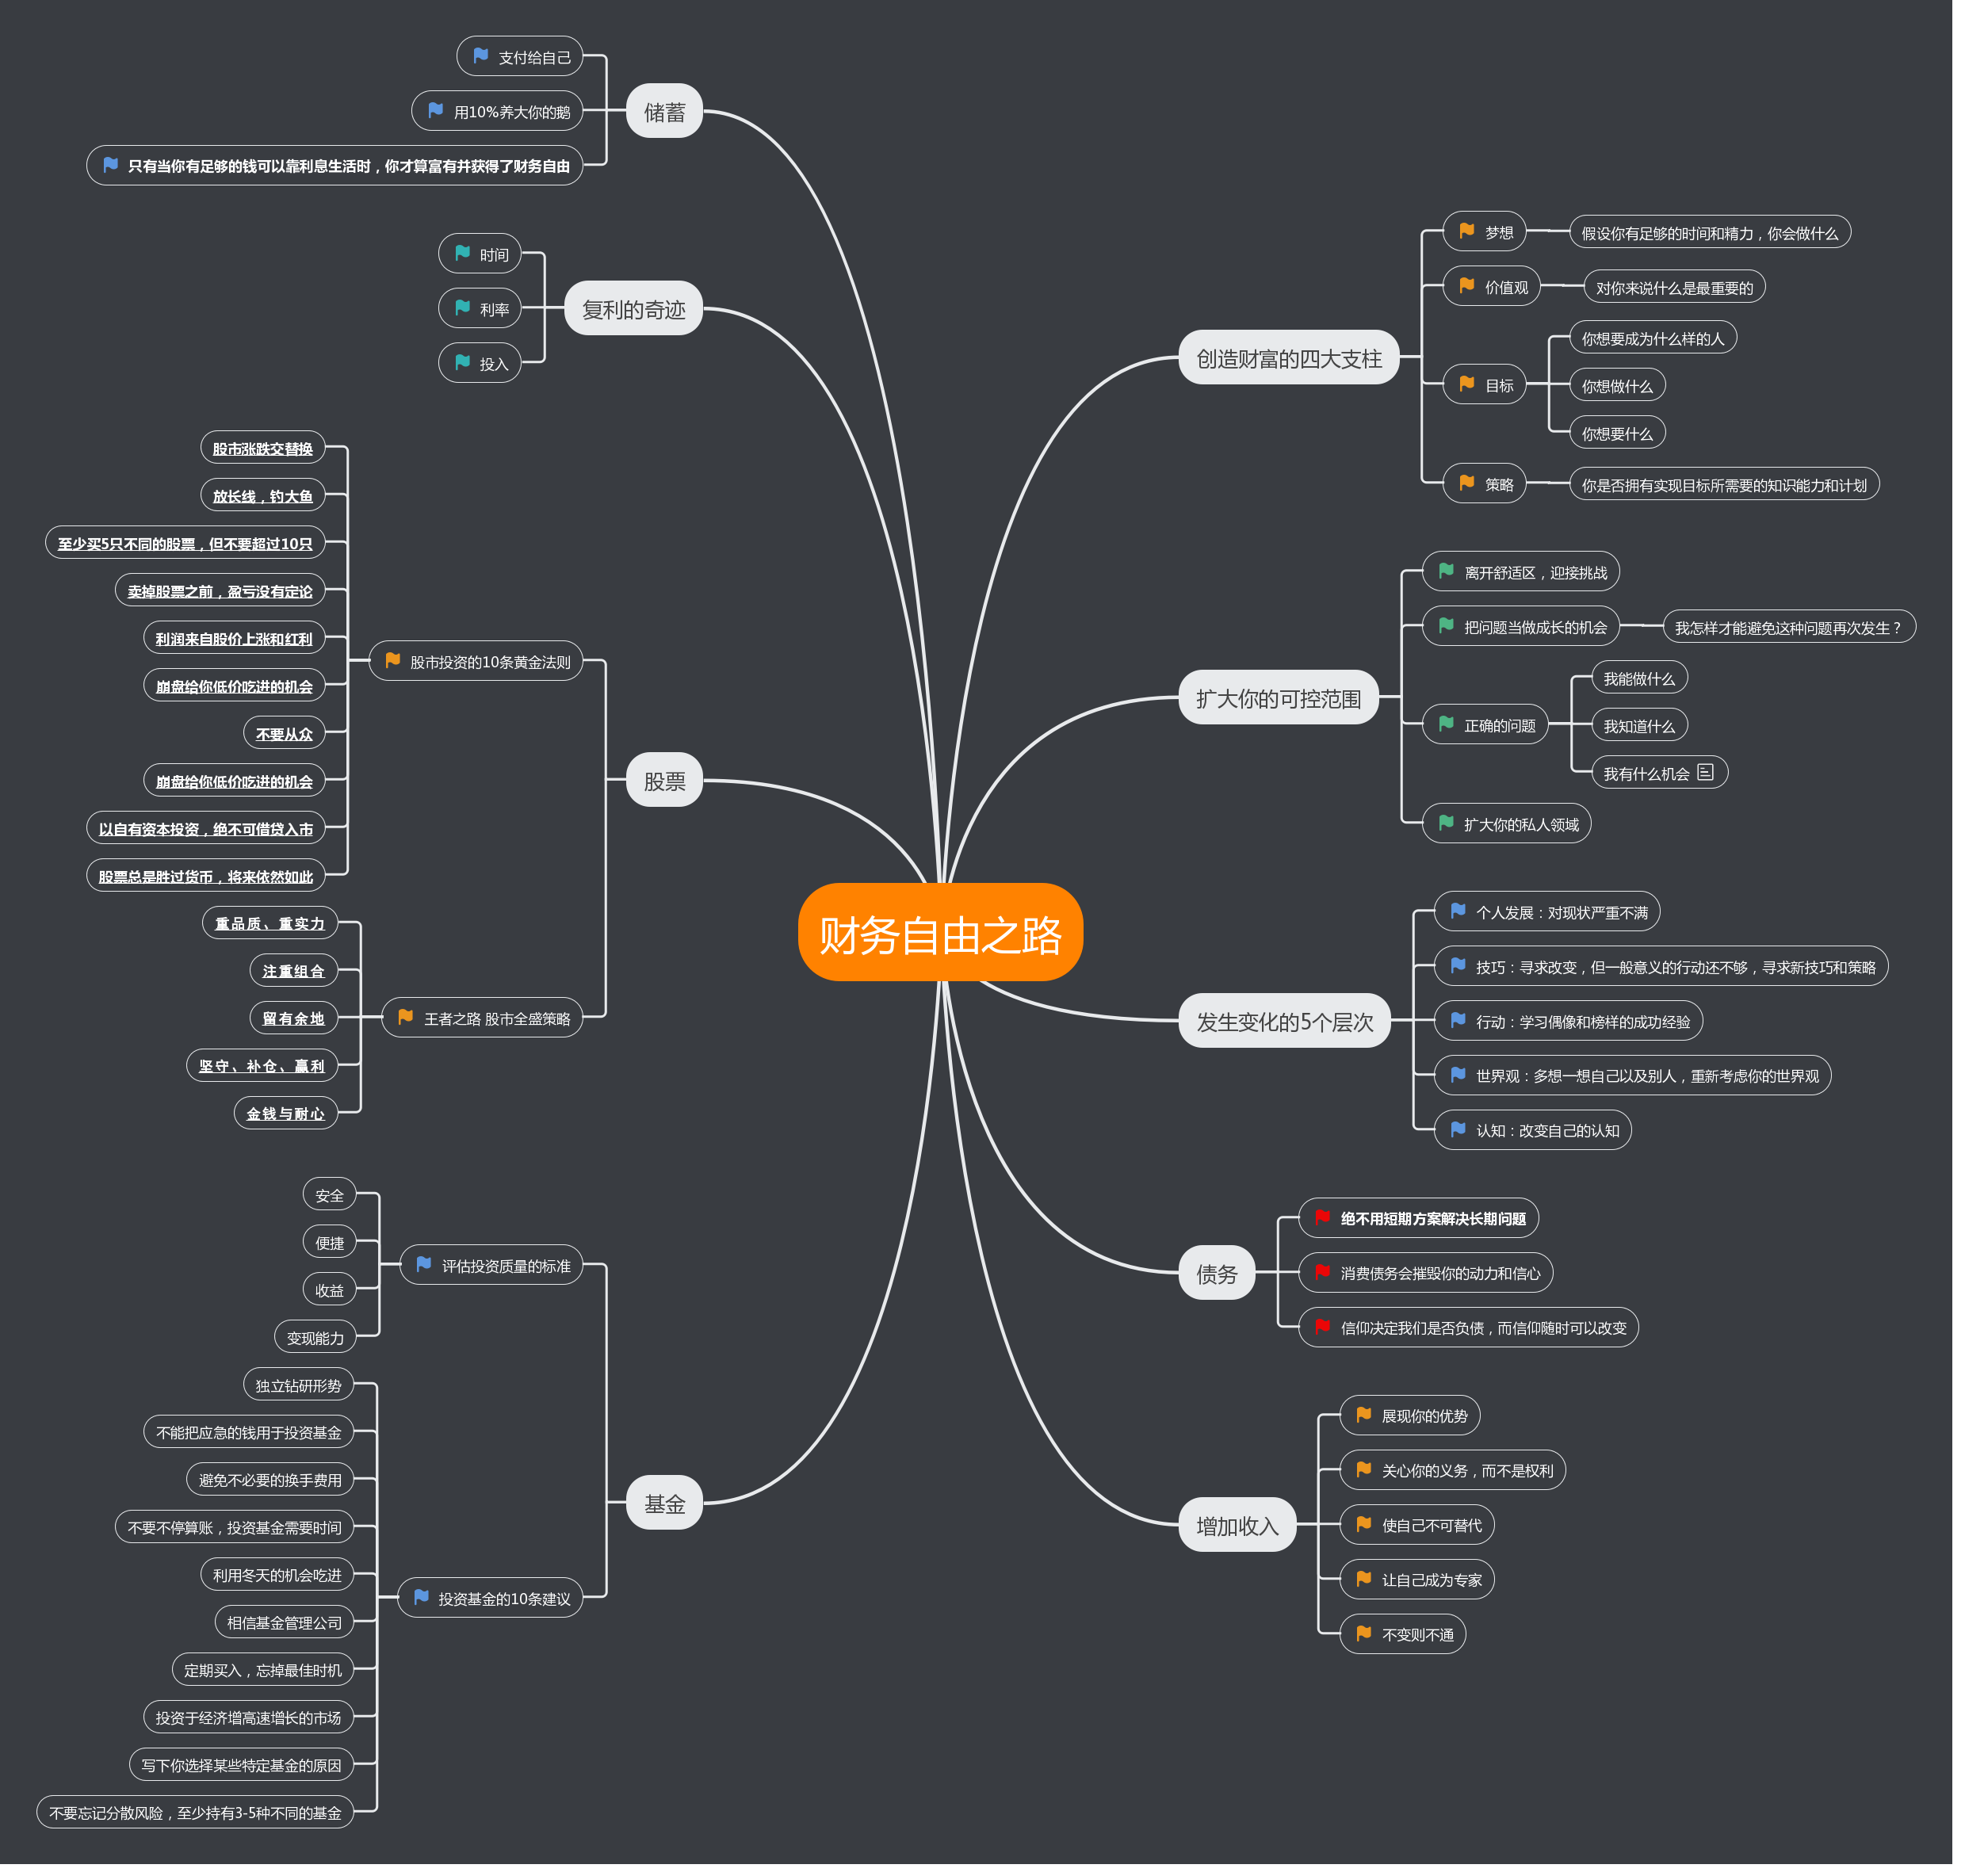 财务自由之路
创造财富的四大支柱
梦想
假设你有足够的时间和精力，你会做什么
价值观
对你来说什么是最重要的
目标
你想要成为什么样的人
你想做什么
你想要什么
策略
你是否拥有实现目标所需要的知识能力和计划
扩大你的可控范围
离开舒适区，迎接挑战
把问题当做成长的机会
我怎样才能避免这种问题再次发生？
正确的问题
我能做什么
我知道什么
我有什么机会
扩大你的私人领域
发生变化的5个层次
个人发展：对现状严重不满
技巧：寻求改变，但一般意义的行动还不够，寻求新技巧和策略
行动：学习偶像和榜样的成功经验
世界观：多想一想自己以及别人，重新考虑你的世界观
认知：改变自己的认知
债务
绝不用短期方案解决长期问题
消费债务会摧毁你的动力和信心
信仰决定我们是否负债，而信仰随时可以改变
增加收入
展现你的优势
关心你的义务，而不是权利
使自己不可替代
让自己成为专家
不变则不通
储蓄
支付给自己
用10%养大你的鹅
只有当你有足够的钱可以靠利息生活时，你才算富有并获得了财务自由
复利的奇迹
时间
利率
投入
股票
股市投资的10条黄金法则
股市涨跌交替换
放长线，钓大鱼
至少买5只不同的股票，但不要超过10只
卖掉股票之前，盈亏没有定论
利润来自股价上涨和红利
崩盘给你低价吃进的机会
不要从众
崩盘给你低价吃进的机会
以自有资本投资，绝不可借贷入市
股票总是胜过货币，将来依然如此
王者之路 股市全盛策略
重品质、重实力
注重组合
留有余地
坚守、补仓、赢利
金钱与耐心
基金
评估投资质量的标准
安全
便捷
收益
变现能力
投资基金的10条建议
独立钻研形势
不能把应急的钱用于投资基金
避免不必要的换手费用
不要不停算账，投资基金需要时间
利用冬天的机会吃进
相信基金管理公司
定期买入，忘掉最佳时机
投资于经济增高速增长的市场
写下你选择某些特定基金的原因
不要忘记分散风险，至少持有3-5种不同的基金